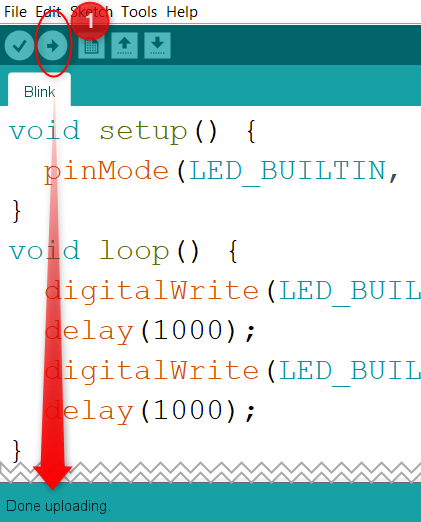 File Edit Sketch Tools Help
1
Blink
void setup() {
pinMode(LED_BUILTIN,
}
void loop() {
digitalWrite(LED_BUIL
delay(1000);
digitalWrite(LED_BUIL
delay(1000);
}
Done uploading.